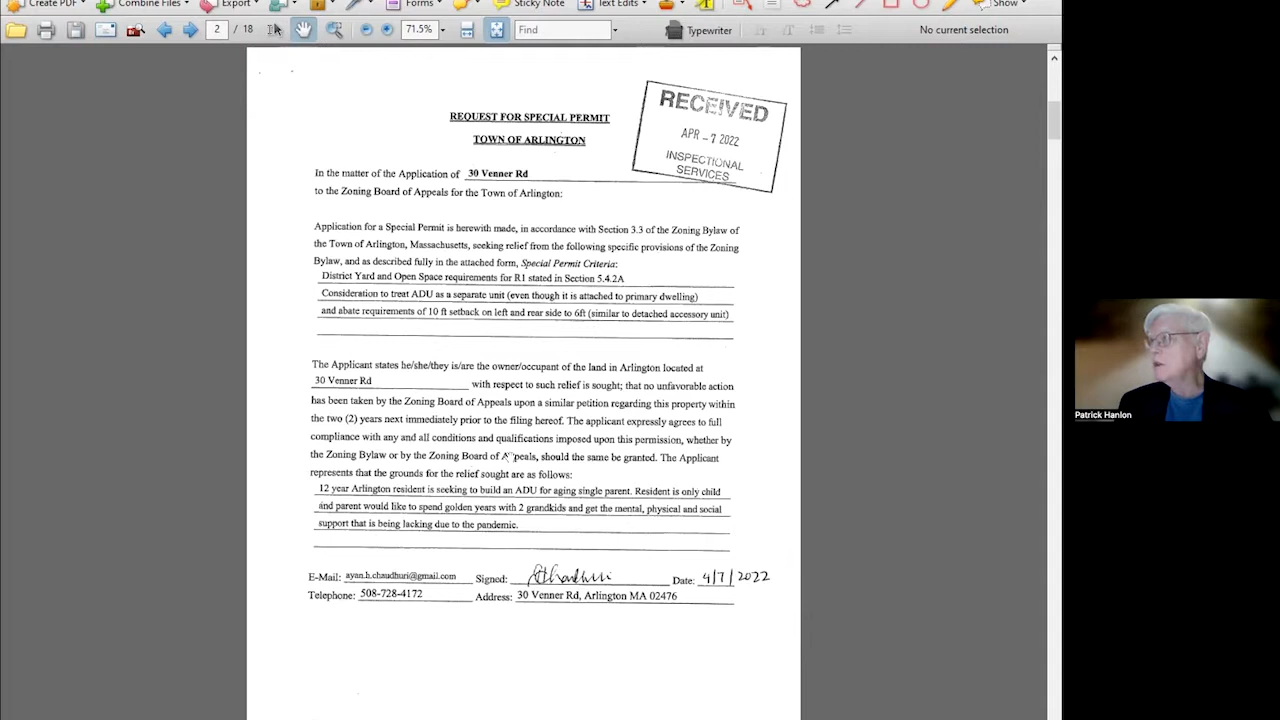 Create PDF
Combine Files
Export
Forms
Sticky Note
Text Edits
Show
2 / 18
71.5%
Find
Typewriter
No current selection
RECEIVED
APR -7 2022
INSPECTIONAL
SERVICES
REQUEST FOR SPECIAL PERMIT
TOWN OF ARLINGTON
In the matter of the Application of 30 Venner Rd
to the Zoning Board of Appeals for the Town of Arlington:
Application for a Special Permit is herewith made, in accordance with Section 3.3 of the Zoning Bylaw of
the Town of Arlington, Massachusetts, seeking relief from the following specific provisions of the Zoning
Bylaw, and as described fully in the attached form, Special Permit Criteria:
District Yard and Open Space requirements for R1 stated in Section 5.4.2A
Consideration to treat ADU as a separate unit (even though it is attached to primary dwelling)
and abate requirements of 10 ft setback on left and rear side to 6ft (similar to detached accessory unit)
The Applicant states he/she/they is/are the owner/occupant of the land in Arlington located at
30 Venner Rd with respect to such relief is sought; that no unfavorable action
has been taken by the Zoning Board of Appeals upon a similar petition regarding this property within
the two (2) years next immediately prior to the filing hereof. The applicant expressly agrees to full
compliance with any and all conditions and qualifications imposed upon this permission, whether by
the Zoning Bylaw or by the Zoning Board of Appeals, should the same be granted. The Applicant
represents that the grounds for the relief sought are as follows:
12 year Arlington resident is seeking to build an ADU for aging single parent. Resident is only child
and parent would like to spend golden years with 2 grandkids and get the mental, physical and social
support that is being lacking due to the pandemic.
E-Mail: ayan.h.chaudhuri@gmail.com Signed: Date: 4/7/2022
Telephone: 508-728-4172 Address: 30 Venner Rd, Arlington MA 02476
Patrick Hanlon